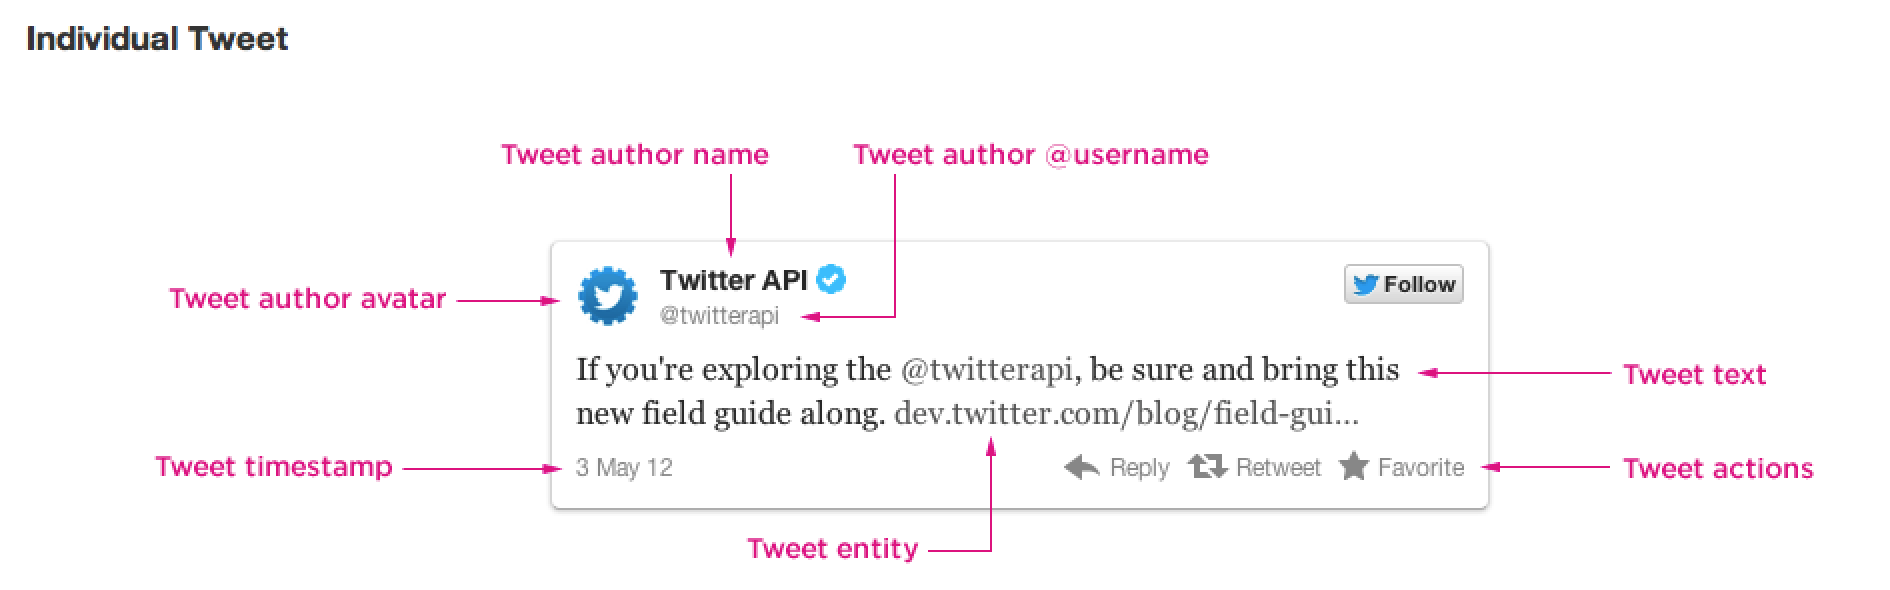 Individual Tweet
Tweet author name
Tweet author @username
Tweet author avatar
Twitter API
@twitterapi
Follow
If you're exploring the @twitterapi, be sure and bring this
new field guide along. dev.twitter.com/blog/field-gui...
Tweet text
Tweet timestamp
3 May 12
Reply Retweet Favorite
Tweet actions
Tweet entity